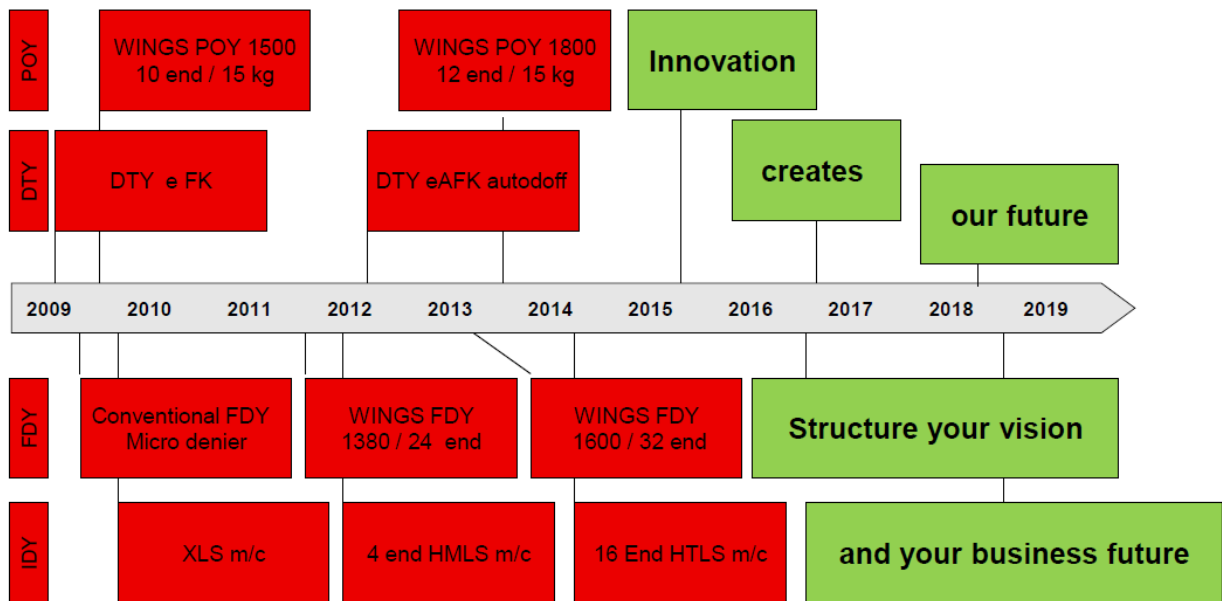 POY
WINGS POY 1500
10 end / 15 kg
WINGS POY 1800
12 end / 15 kg
Innovation
DTY
DTY e FK
DTY eAFK autodoff
creates
our future
2009 2010 2011 2012 2013 2014 2015 2016 2017 2018 2019
FDY
Conventional FDY
Micro denier
WINGS FDY
1380 / 24 end
WINGS FDY
1600 / 32 end
Structure your vision
IDY
XLS m/c
4 end HMLS m/c
16 End HTLS m/c
and your business future